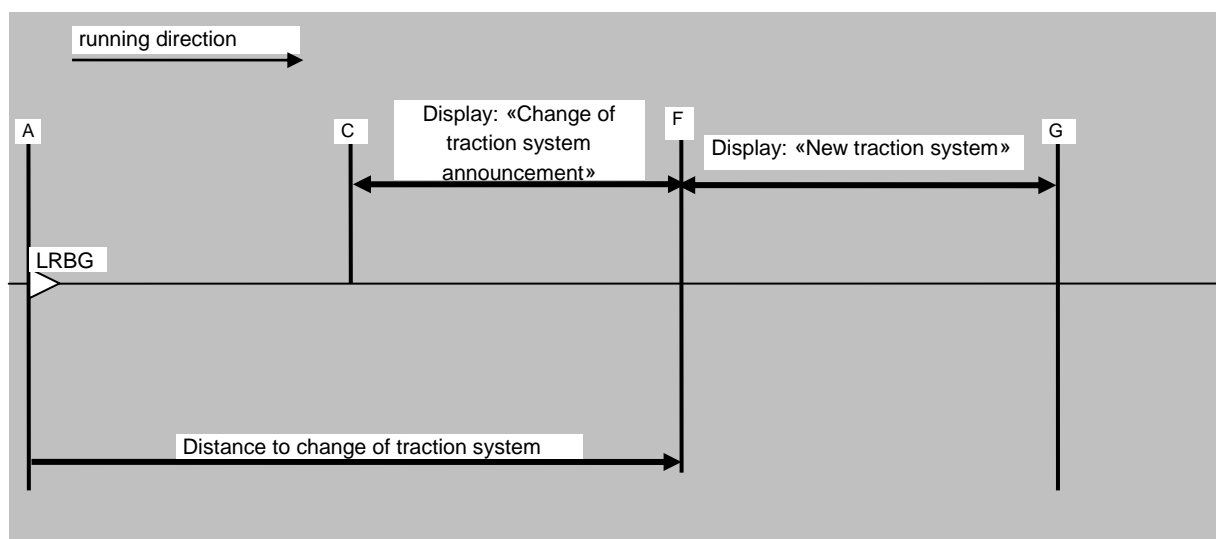 running direction
A
C
Display: «Change of
traction system
announcement»
F
Display: «New traction system»
G
LRBG
Distance to change of traction system